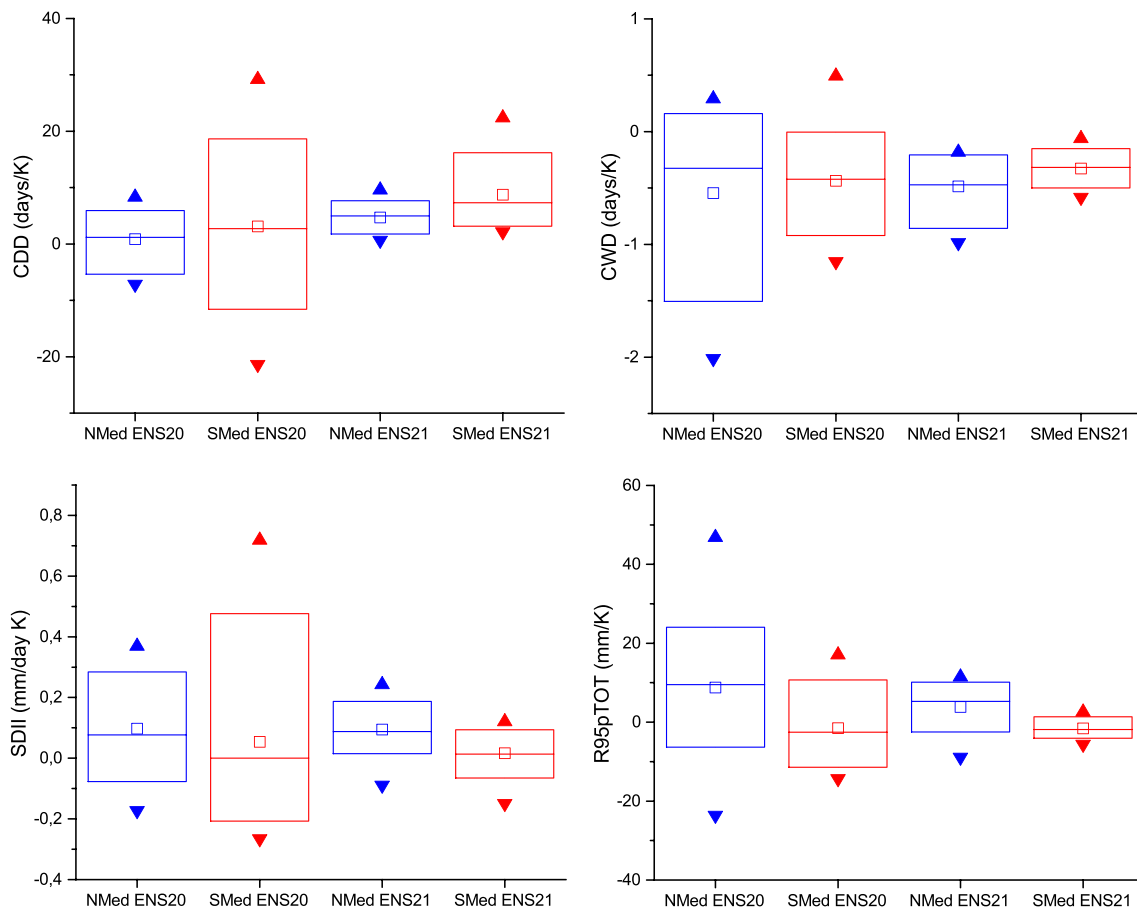 40
20
0
-20
CDD (days/K)
NMed ENS20 SMed ENS20 NMed ENS21 SMed ENS21
1
0
-1
-2
CWD (days/K)
NMed ENS20 SMed ENS20 NMed ENS21 SMed ENS21
0,8
0,6
0,4
0,2
0,0
-0,2
-0,4
SDII (mm/day K)
NMed ENS20 SMed ENS20 NMed ENS21 SMed ENS21
60
40
20
0
-20
-40
R95pTOT (mm/K)
NMed ENS20 SMed ENS20 NMed ENS21 SMed ENS21